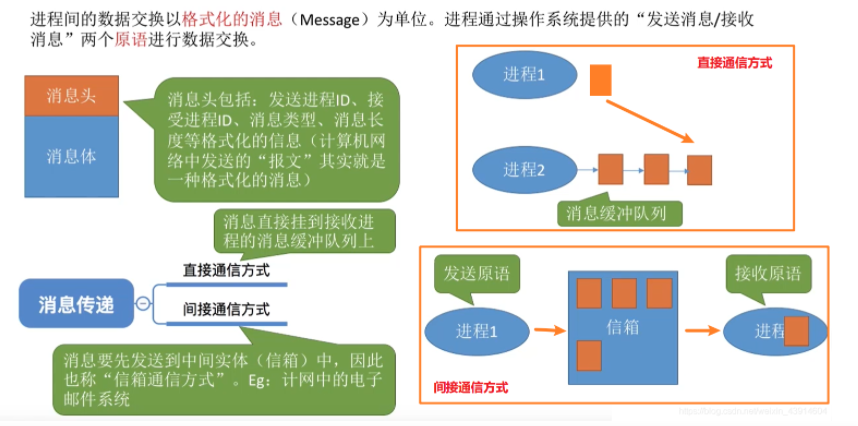 进程间的数据交换以格式化的消息（Message）为单位。进程通过操作系统提供的“发送消息/接收
消息”两个原语进行数据交换。
消息头
消息体
消息头包括：发送进程ID、接
受进程ID、消息类型、消息长
度等格式化的信息（计算机网
络中发送的“报文”其实就是
一种格式化的消息）
直接通信方式
进程1
进程2
消息缓冲队列
消息直接挂到接收进
程的消息缓冲队列上
消息传递
直接通信方式
间接通信方式
消息要先发送到中间实体（信箱）中，因此
也称“信箱通信方式”。Eg：计网中的电子
邮件系统
发送原语
接收原语
进程1
信箱
进程
间接通信方式